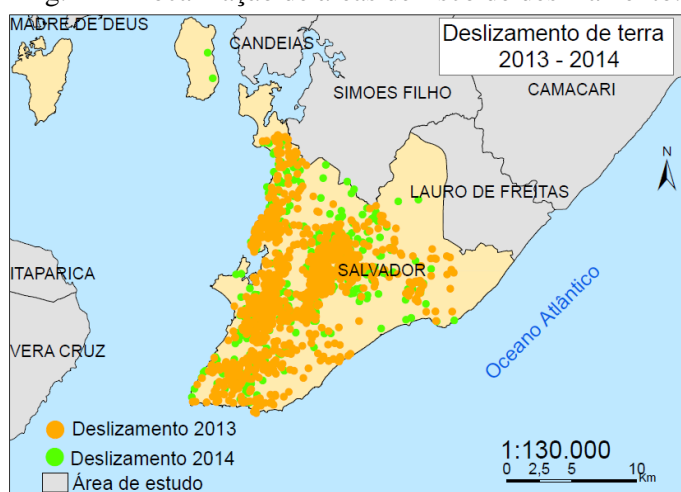 MADRE DE DEUS
CANDEIAS
Deslizamento de terra
2013 - 2014
SIMOES FILHO
CAMACARI
N
LAURO DE FREITAS
SALVADOR
ITAPARICA
VERA CRUZ
Oceano Atlântico
Deslizamento 2013
Deslizamento 2014
Área de estudo
1:130.000
0 2,5 5 10
Km